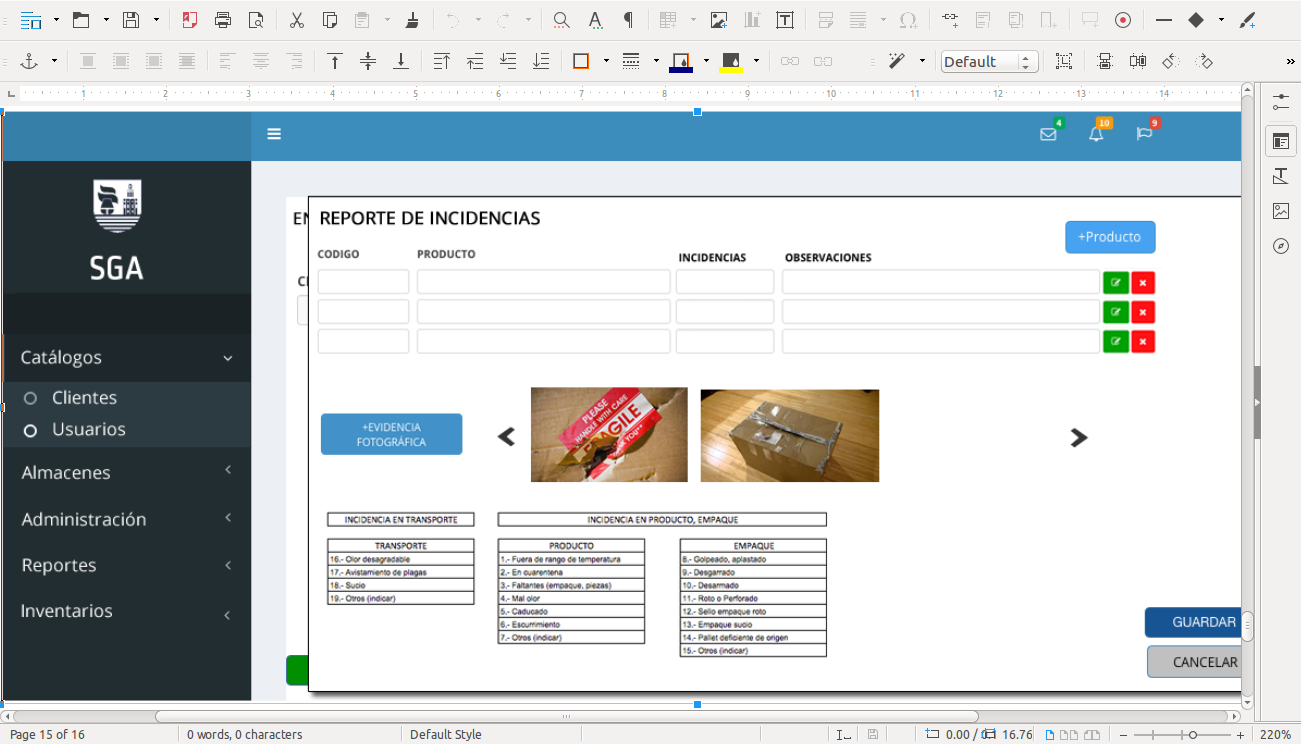 Default
1 2 3 4 5 6 7 8 9 10 11 12 13 14
4 10 9
SGA
Catálogos
Clientes
Usuarios
Almacenes
Administración
Reportes
Inventarios
REPORTE DE INCIDENCIAS
+Producto
CODIGO PRODUCTO INCIDENCIAS OBSERVACIONES
+EVIDENCIA
FOTOGRÁFICA
PLEASE
HANDLE WITH CARE
FRAGILE
INCIDENCIA EN TRANSPORTE
TRANSPORTE
16.- Olor desagradable
17.- Avistamiento de plagas
18.- Sucio
19.- Otros (indicar)
INCIDENCIA EN PRODUCTO, EMPAQUE
PRODUCTO
1.- Fuera de rango de temperatura
2.- En cuarentena
3.- Faltantes (empaque, piezas)
4.- Mal olor
5.- Caducado
6.- Escurrimiento
7.- Otros (indicar)
EMPAQUE
8.- Golpeado, aplastado
9.- Desgarrado
10.- Desarmado
11.- Roto o Perforado
12.- Sello empaque roto
13.- Empaque sucio
14.- Pallet deficiente de origen
15.- Otros (indicar)
GUARDAR
CANCELAR
Page 15 of 16 0 words, 0 characters Default Style 0.00 / 16.76 220%